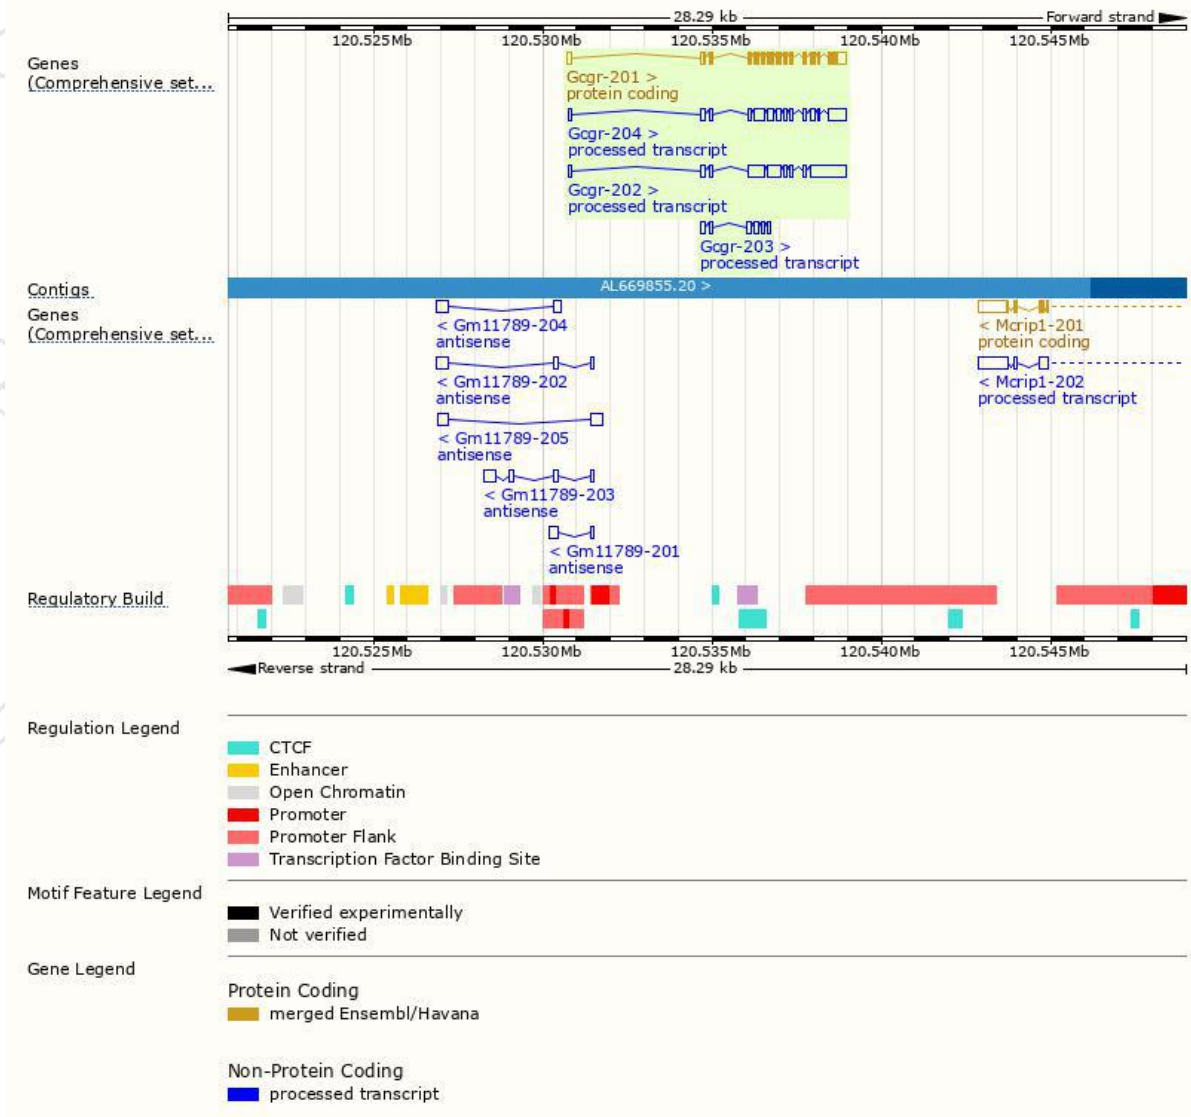 28.29 kb Forward strand
120.525Mb 120.530Mb 120.535Mb 120.540Mb 120.545Mb
Genes
(Comprehensive set...
Gcgr-201 >
protein coding
Gcgr-204 >
processed transcript
Gcgr-202 >
processed transcript
Gcgr-203 >
processed transcript
Contigs AL669855.20 >
Genes
(Comprehensive set...
< Gm11789-204 < Mcrip1-201
antisense protein coding
< Gm11789-202 < Mcrip1-202
antisense processed transcript
< Gm11789-205
antisense
< Gm11789-203
antisense
< Gm11789-201
antisense
Regulatory Build
120.525Mb 120.530Mb 120.535Mb 120.540Mb 120.545Mb
Reverse strand 28.29 kb
Regulation Legend
CTCF
Enhancer
Open Chromatin
Promoter
Promoter Flank
Transcription Factor Binding Site
Motif Feature Legend
Verified experimentally
Not verified
Gene Legend
Protein Coding
merged Ensembl/Havana
Non-Protein Coding
processed transcript